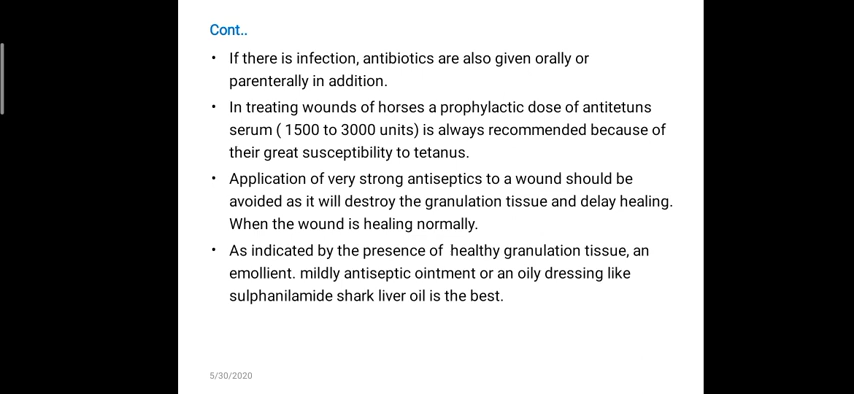 Cont..
• If there is infection, antibiotics are also given orally or
parenterally in addition.
• In treating wounds of horses a prophylactic dose of antitetuns
serum ( 1500 to 3000 units) is always recommended because of
their great susceptibility to tetanus.
• Application of very strong antiseptics to a wound should be
avoided as it will destroy the granulation tissue and delay healing.
When the wound is healing normally.
• As indicated by the presence of  healthy granulation tissue, an
emollient. mildly antiseptic ointment or an oily dressing like
sulphanilamide shark liver oil is the best.
5/30/2020